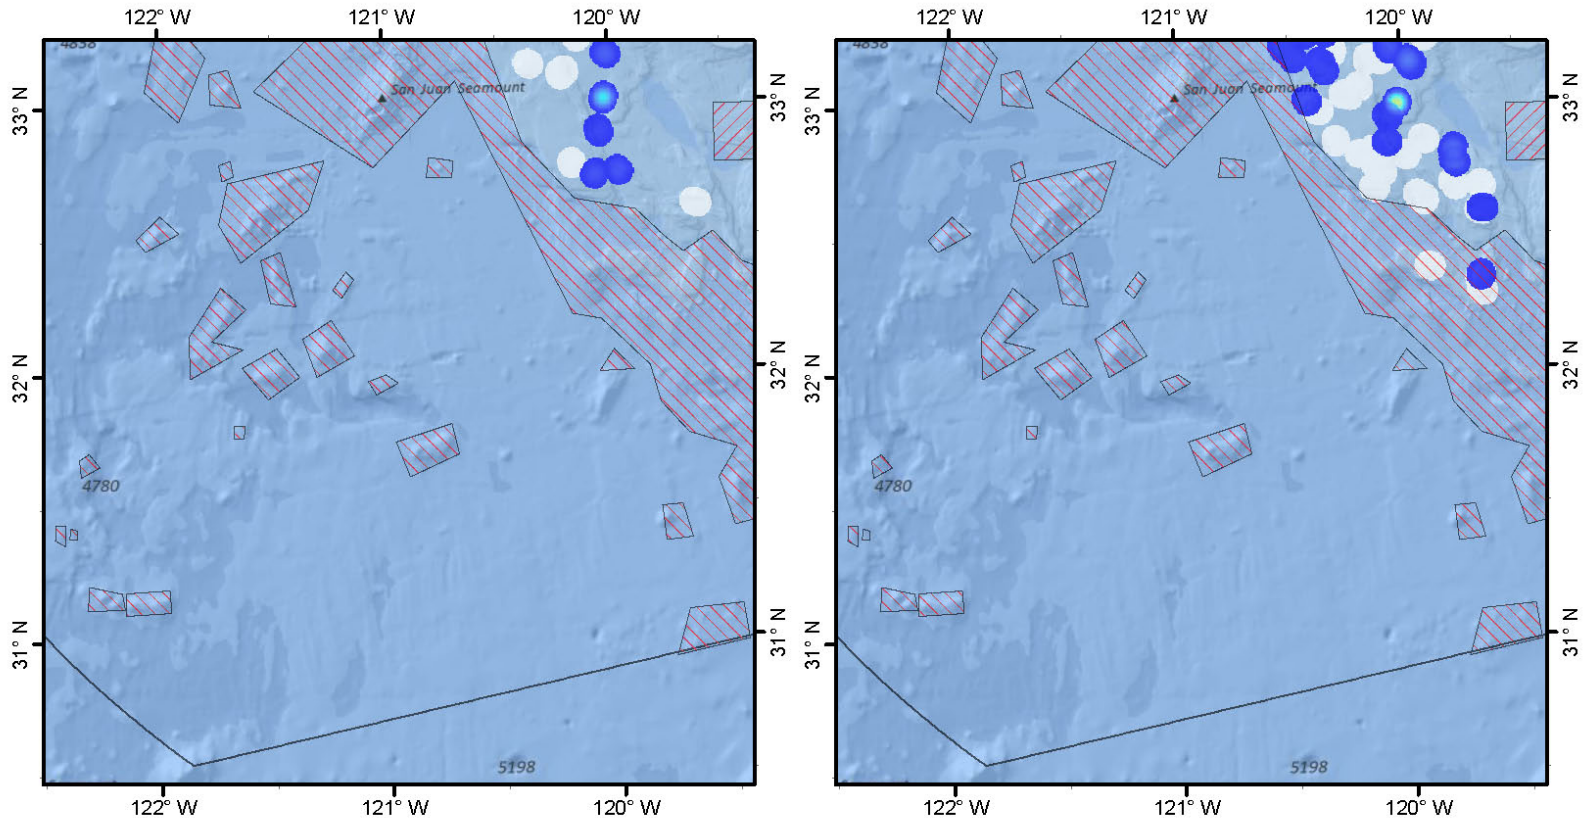 122° W 121° W 120° W 122° W 121° W 120° W
4838 4838
San Juan Seamount San Juan Seamount
33° N 33° N 33° N 33° N
32° N 32° N 32° N 32° N
4780 4780
31° N 31° N 31° N 31° N
5198 5198
122° W 121° W 120° W 122° W 121° W 120° W